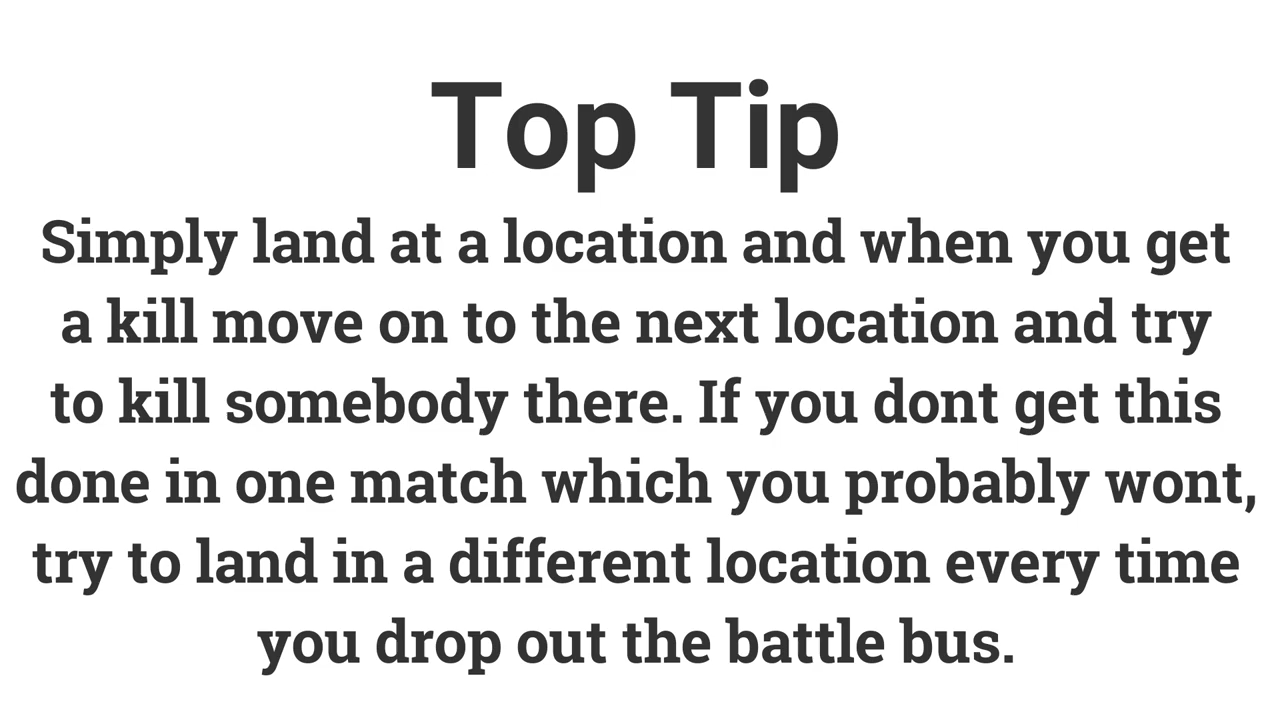 Top Tip
Simply land at a location and when you get
a kill move on to the next location and try
to kill somebody there. If you dont get this
done in one match which you probably wont,
try to land in a different location every time
you drop out the battle bus.